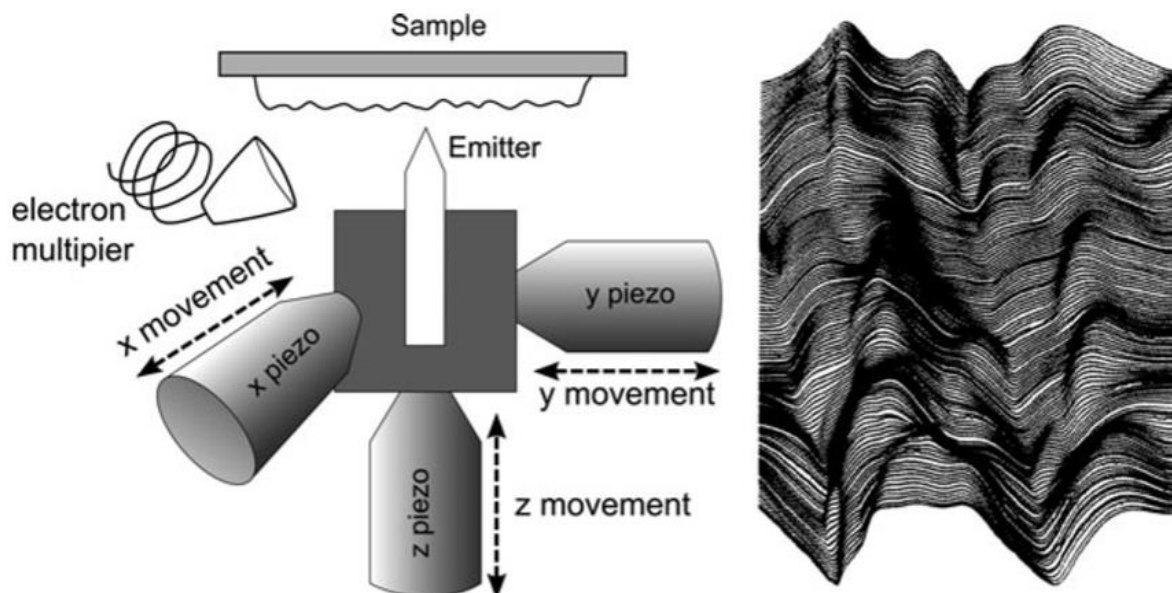 Sample
Emitter
electron
multipier
x movement
x piezo
y piezo
y movement
z piezo
z movement